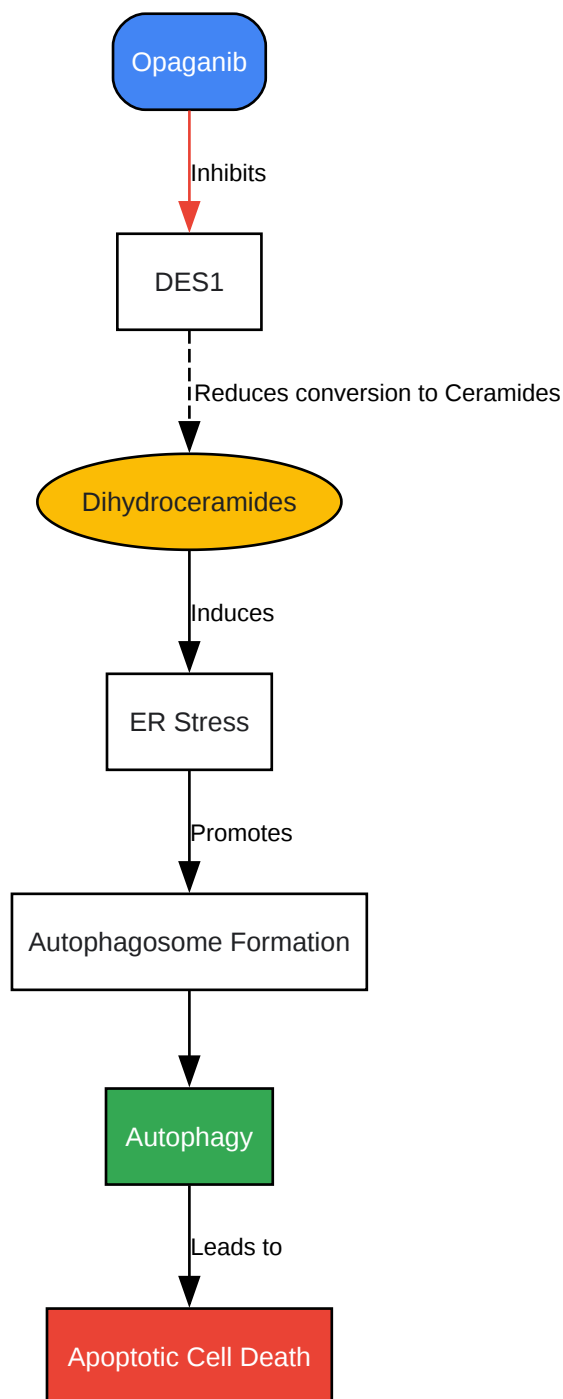 Opaganib
Inhibits
DES1
Reduces conversion to Ceramides
Dihydroceramides
Induces
ER Stress
Promotes
Autophagosome Formation
Autophagy
Leads to
Apoptotic Cell Death